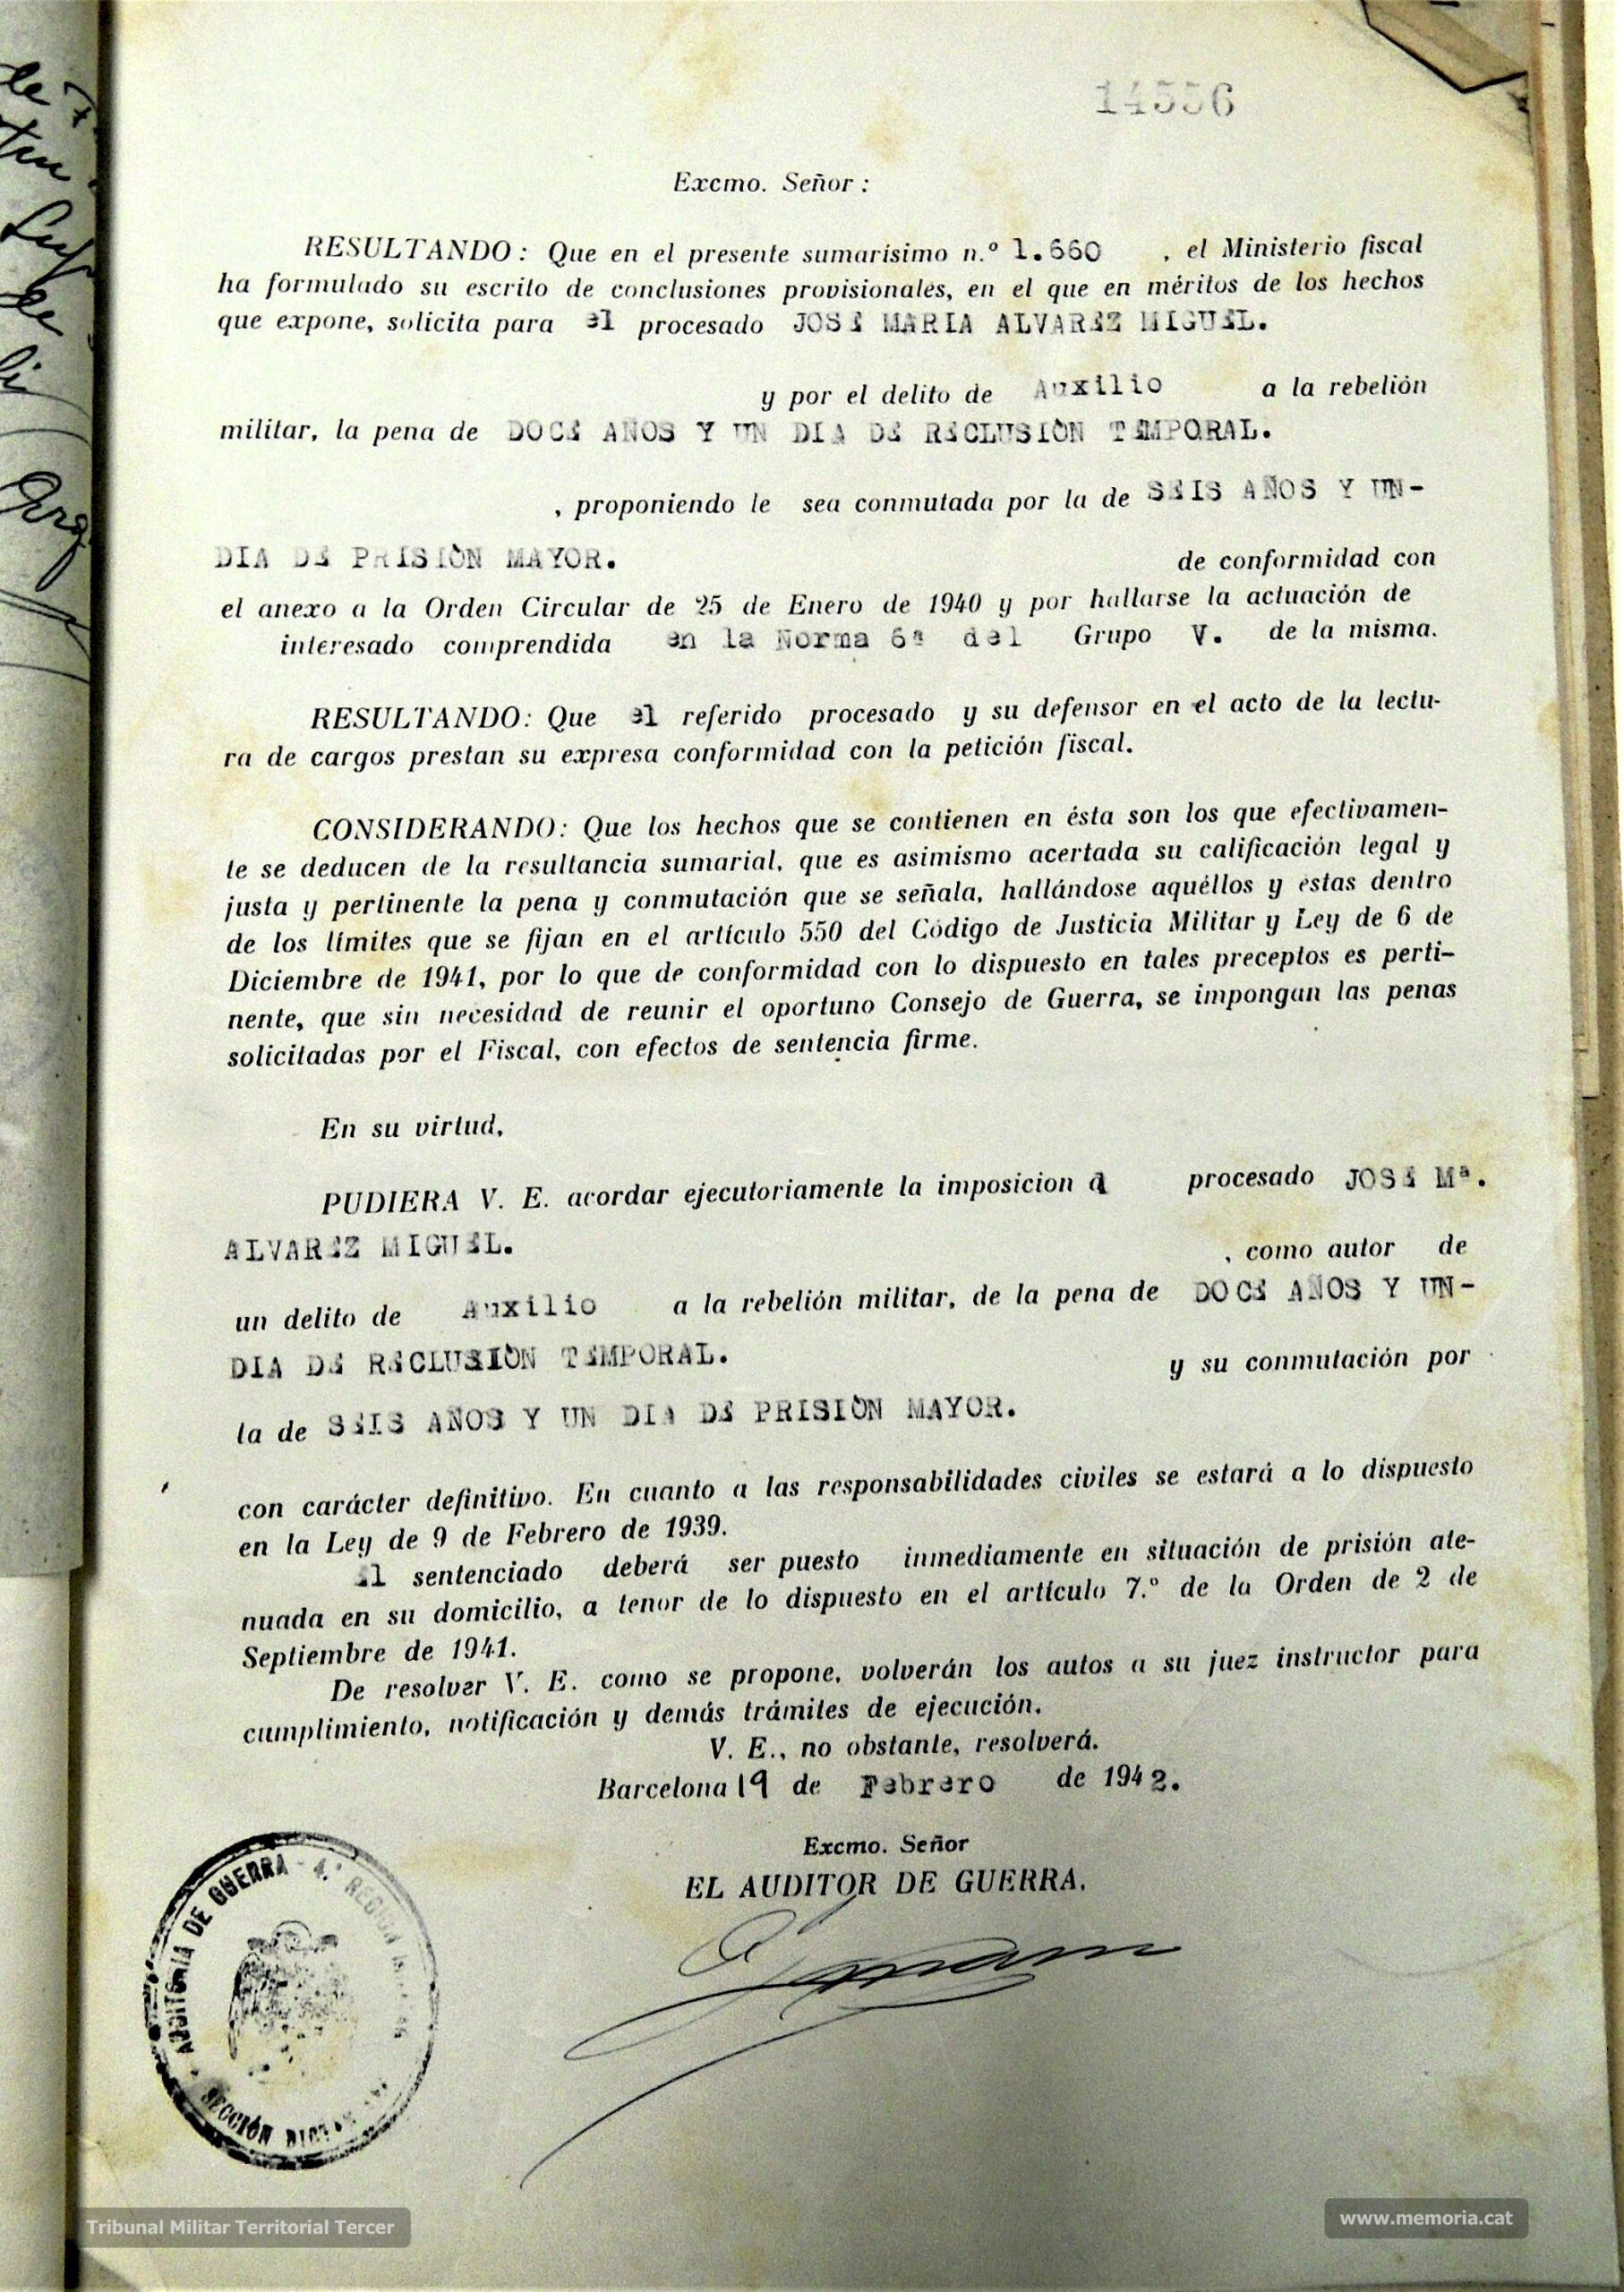 14556
Excmo. Señor:
RESULTANDO: Que en el presente sumarísimo n.º 1.660 , el Ministerio fiscal
ha formulado su escrito de conclusiones provisionales, en el que en méritos de los hechos
que expone, solicita para el procesado JOSE MARIA ALVAREZ MIGUEL.
y por el delito de Auxilio a la rebelión
militar, la pena de DOCE AÑOS Y UN DIA DE RECLUSIÒN TEMPORAL.
, proponiendo le sea conmutada por la de SEIS AÑOS Y UN-
DIA DE PRISIÒN MAYOR. de conformidad con
el anexo a la Orden Circular de 25 de Enero de 1940 y por hallarse la actuación de
interesado comprendida en la Norma 6ª del Grupo V. de la misma.
RESULTANDO: Que el referido procesado y su defensor en el acto de la lectu-
ra de cargos prestan su expresa conformidad con la petición fiscal.
CONSIDERANDO: Que los hechos que se contienen en ésta son los que efectivamen-
te se deducen de la resultancia sumarial, que es asimismo acertada su calificación legal y
justa y pertinente la pena y conmutación que se señala, hallándose aquéllos y éstas dentro
de los límites que se fijan en el artículo 550 del Código de Justicia Militar y Ley de 6 de
Diciembre de 1941, por lo que de conformidad con lo dispuesto en tales preceptos es perti-
nente, que sin necesidad de reunir el oportuno Consejo de Guerra, se impongan las penas
solicitadas por el Fiscal, con efectos de sentencia firme.
En su virtud,
PUDIERA V. E. acordar ejecutoriamente la imposicion al procesado JOSE Mª.
ALVAREZ MIGUEL. , como autor de
un delito de Auxilio a la rebelión militar, de la pena de DOCE AÑOS Y UN-
DIA DE RECLUSIÒN TEMPORAL. y su conmutación por
la de SEIS AÑOS Y UN DIA DE PRISIÒN MAYOR.
con carácter definitivo. En cuanto a las responsabilidades civiles se estará a lo dispuesto
en la Ley de 9 de Febrero de 1939.
El sentenciado deberá ser puesto inmediamente en situación de prisión ate-
nuada en su domicilio, a tenor de lo dispuesto en el artículo 7.º de la Orden de 2 de
Septiembre de 1941.
De resolver V. E. como se propone, volverán los autos a su juez instructor para
cumplimiento, notificación y demás trámites de ejecución.
V. E., no obstante, resolverá.
Barcelona 19 de Febrero de 1942.
Excmo. Señor
EL AUDITOR DE GUERRA,
AUDITORIA DE GUERRA - 4.ª REGION
SECCIÓN
Tribunal Militar Territorial Tercer
www.memoria.cat